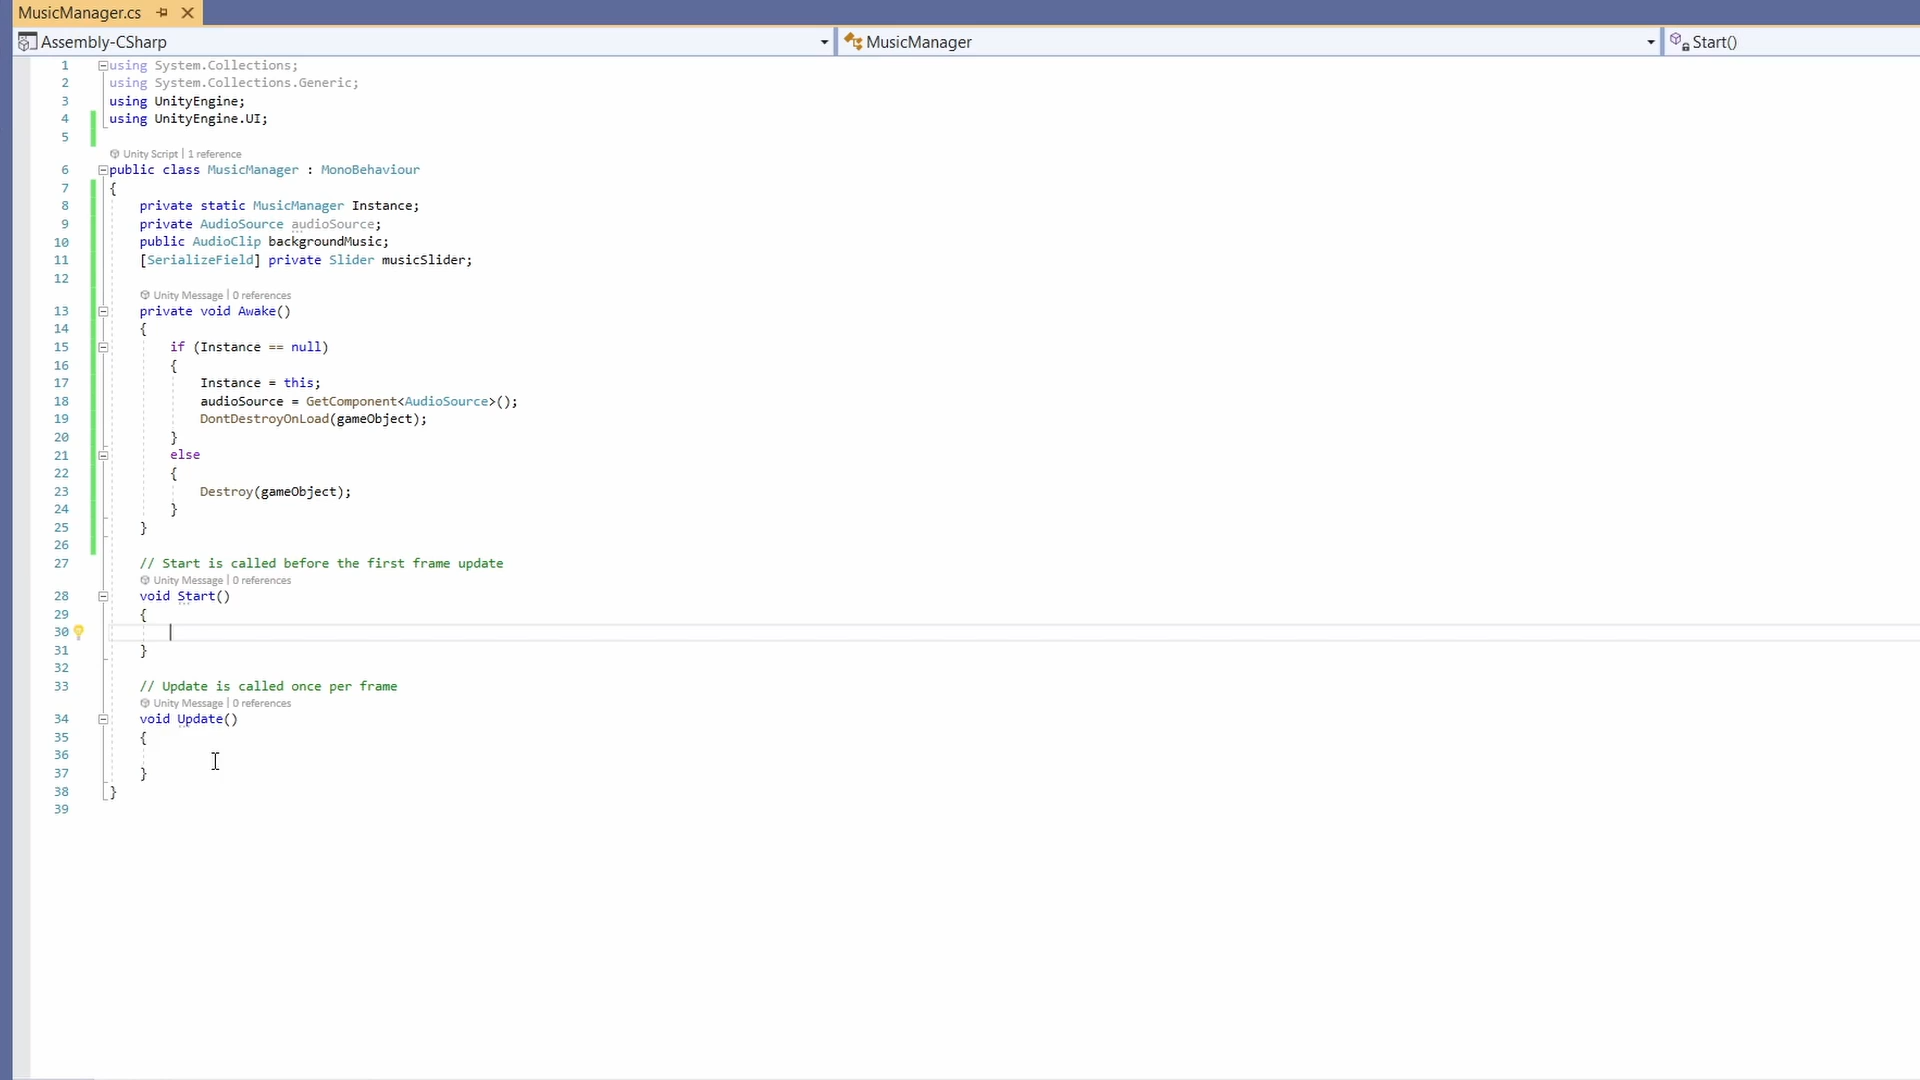 MusicManager.cs
Assembly-CSharp MusicManager Start()
1 using System.Collections;
2 using System.Collections.Generic;
3 using UnityEngine;
4 using UnityEngine.UI;
5
Unity Script | 1 reference
6 public class MusicManager : MonoBehaviour
7 {
8 private static MusicManager Instance;
9 private AudioSource audioSource;
10 public AudioClip backgroundMusic;
11 [SerializeField] private Slider musicSlider;
12
Unity Message | 0 references
13 private void Awake()
14 {
15 if (Instance == null)
16 {
17 Instance = this;
18 audioSource = GetComponent<AudioSource>();
19 DontDestroyOnLoad(gameObject);
20 }
21 else
22 {
23 Destroy(gameObject);
24 }
25 }
26
27 // Start is called before the first frame update
Unity Message | 0 references
28 void Start()
29 {
30
31 }
32
33 // Update is called once per frame
Unity Message | 0 references
34 void Update()
35 {
36
37 }
38 }
39